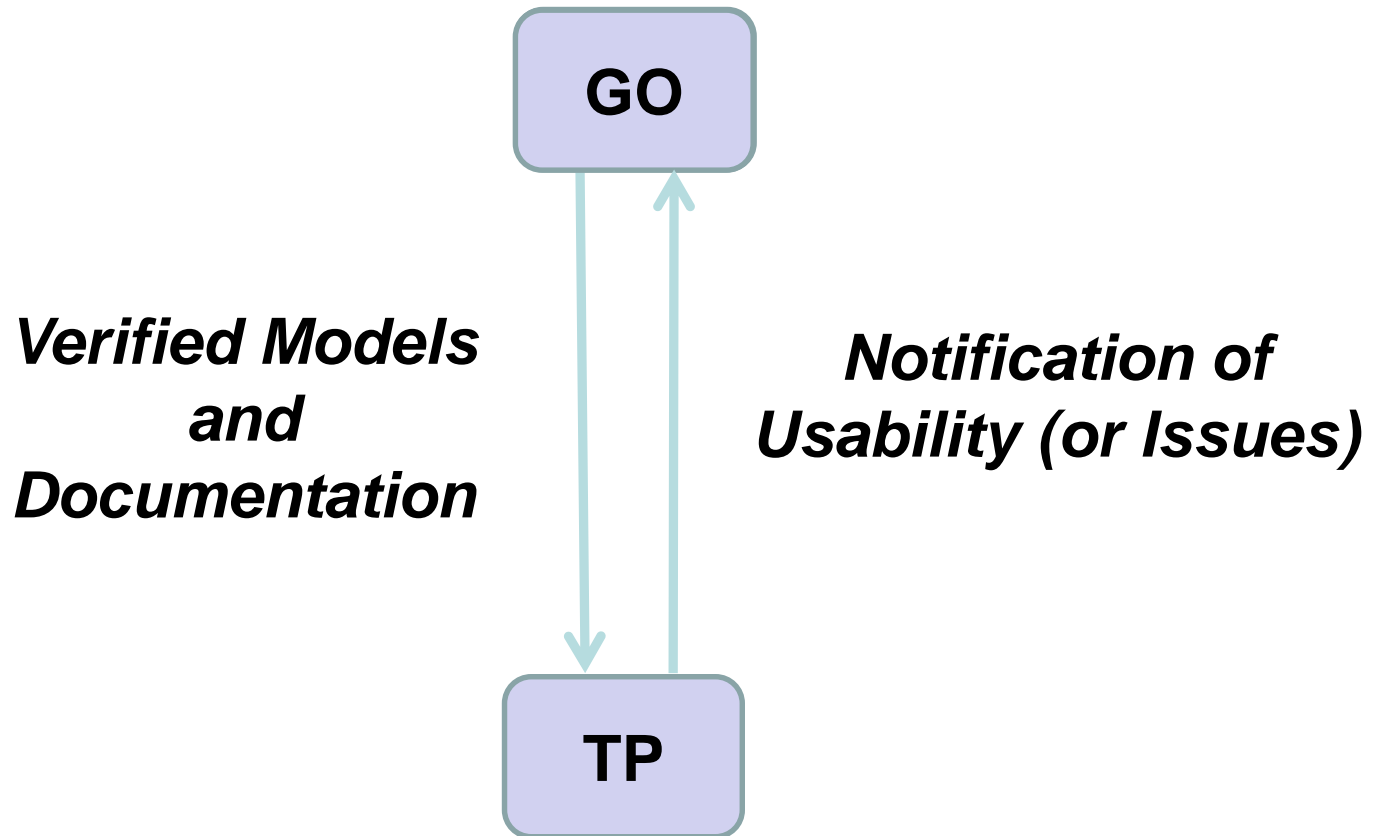 GO
Verified Models
and
Documentation
Notification of
Usability (or Issues)
TP